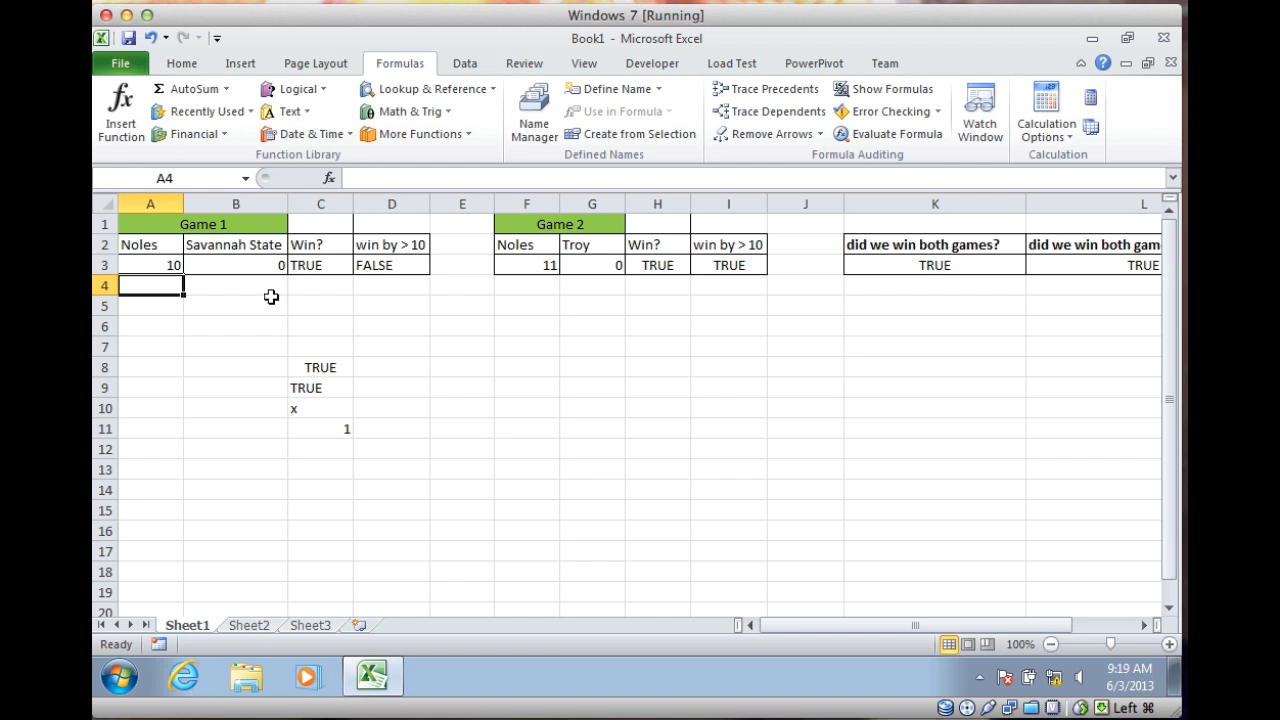 Windows 7 [Running]
Book1 - Microsoft Excel
File Home Insert Page Layout Formulas Data Review View Developer Load Test PowerPivot Team
Insert Function
Σ AutoSum
Recently Used
Financial
Logical
Text
Date & Time
Lookup & Reference
Math & Trig
More Functions
Function Library
Name Manager
Define Name
Use in Formula
Create from Selection
Defined Names
Trace Precedents
Trace Dependents
Remove Arrows
Show Formulas
Error Checking
Evaluate Formula
Formula Auditing
Watch Window
Calculation Options
Calculation
A4 fx
A B C D E F G H I J K L
1 Game 1 Game 2
2 Noles Savannah State Win? win by > 10 Noles Troy Win? win by > 10 did we win both games? did we win both gam
3 10 0 TRUE FALSE 11 0 TRUE TRUE TRUE TRUE
4
5
6
7
8 TRUE
9 TRUE
10 x
11 1
12
13
14
15
16
17
18
19
20
Sheet1 Sheet2 Sheet3
Ready 100%
9:19 AM
6/3/2013
Left ⌘